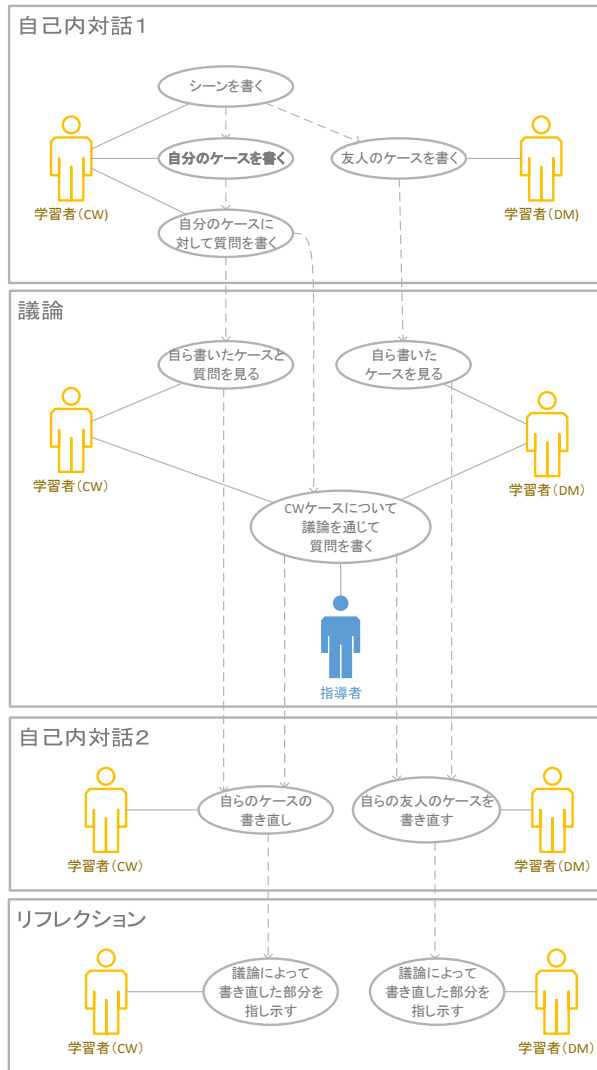 自己内対話1
シーンを書く
自分のケースを書く
友人のケースを書く
学習者(CW)
学習者(DM)
自分のケースに
対して質問を書く
議論
自ら書いたケースと
質問を見る
自ら書いた
ケースを見る
学習者(CW)
学習者(DM)
CWケースについて
議論を通じて
質問を書く
指導者
自己内対話2
自らのケースの
書き直し
自らの友人のケースを
書き直す
学習者(CW)
学習者(DM)
リフレクション
議論によって
書き直した部分を
指し示す
議論によって
書き直した部分を
指し示す
学習者(CW)
学習者(DM)